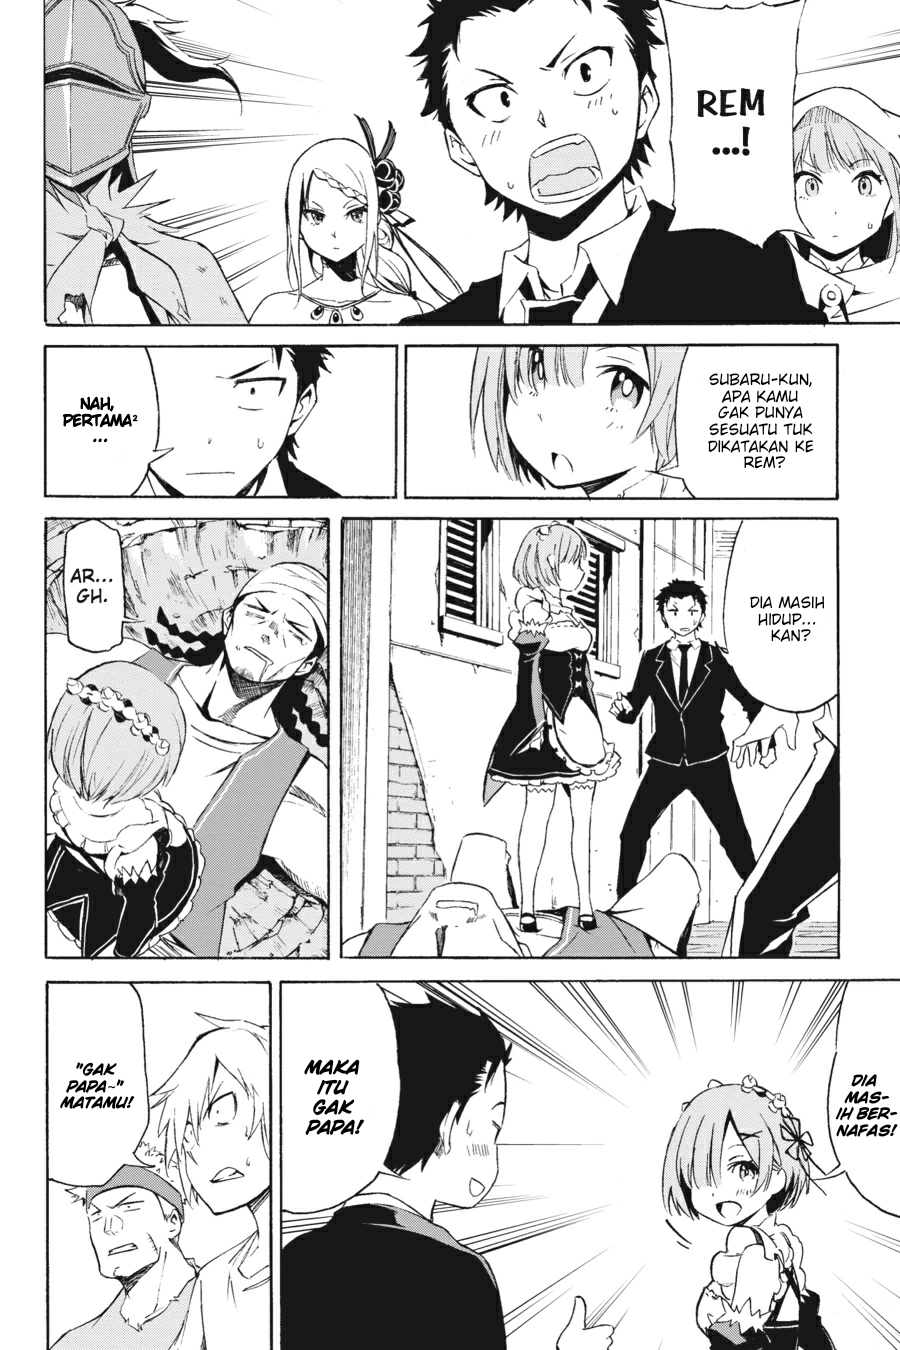 REM
...!
SUBARU-KUN,
APA KAMU
GAK PUNYA
SESUATU TUK
DIKATAKAN KE
REM?
NAH,
PERTAMA²
...
DIA MASIH
HIDUP...
KAN?
AR...
GH.
DIA
MAS-
IH BER-
NAFAS!
MAKA
ITU
GAK
PAPA!
"GAK
PAPA~"
MATAMU!